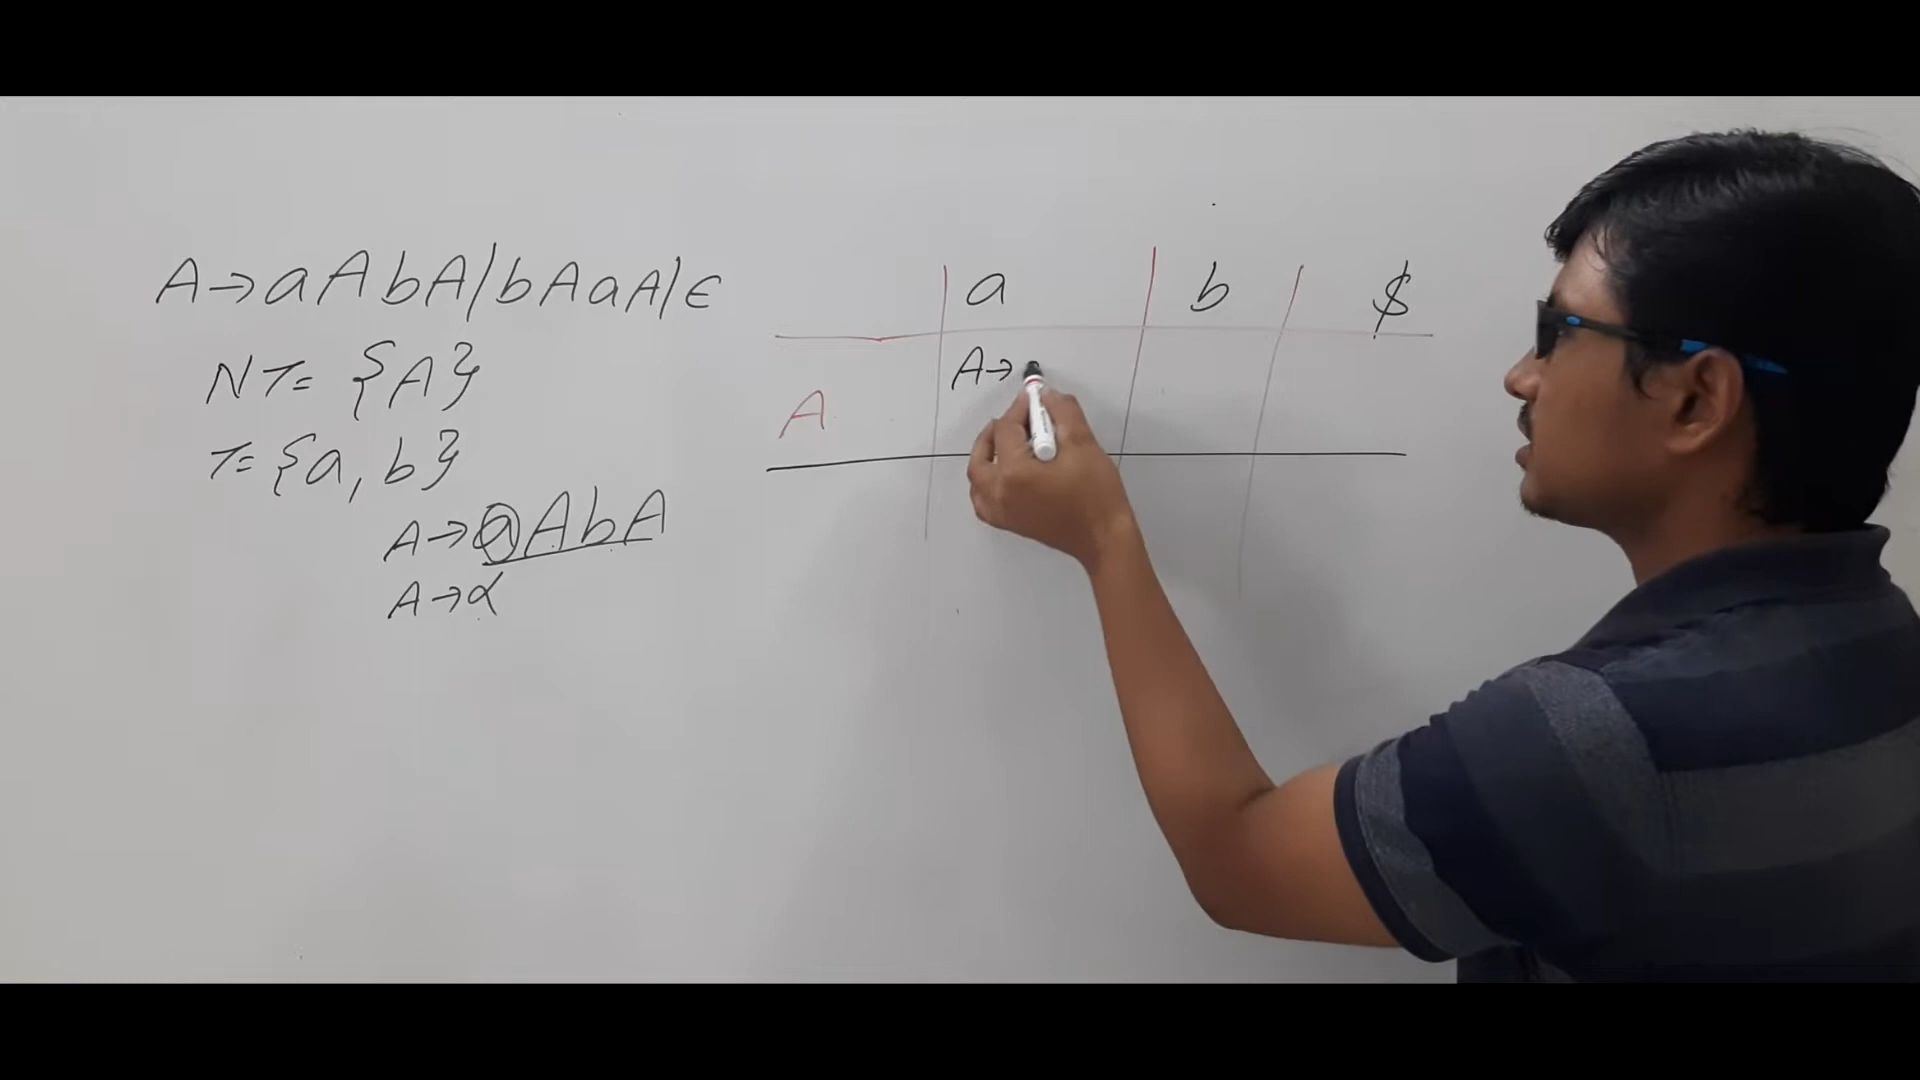 A→aAbA/bAaA/ϵ
NT= {A}
T= {a, b}
A→aAbA
A→α
a b $
A→
A